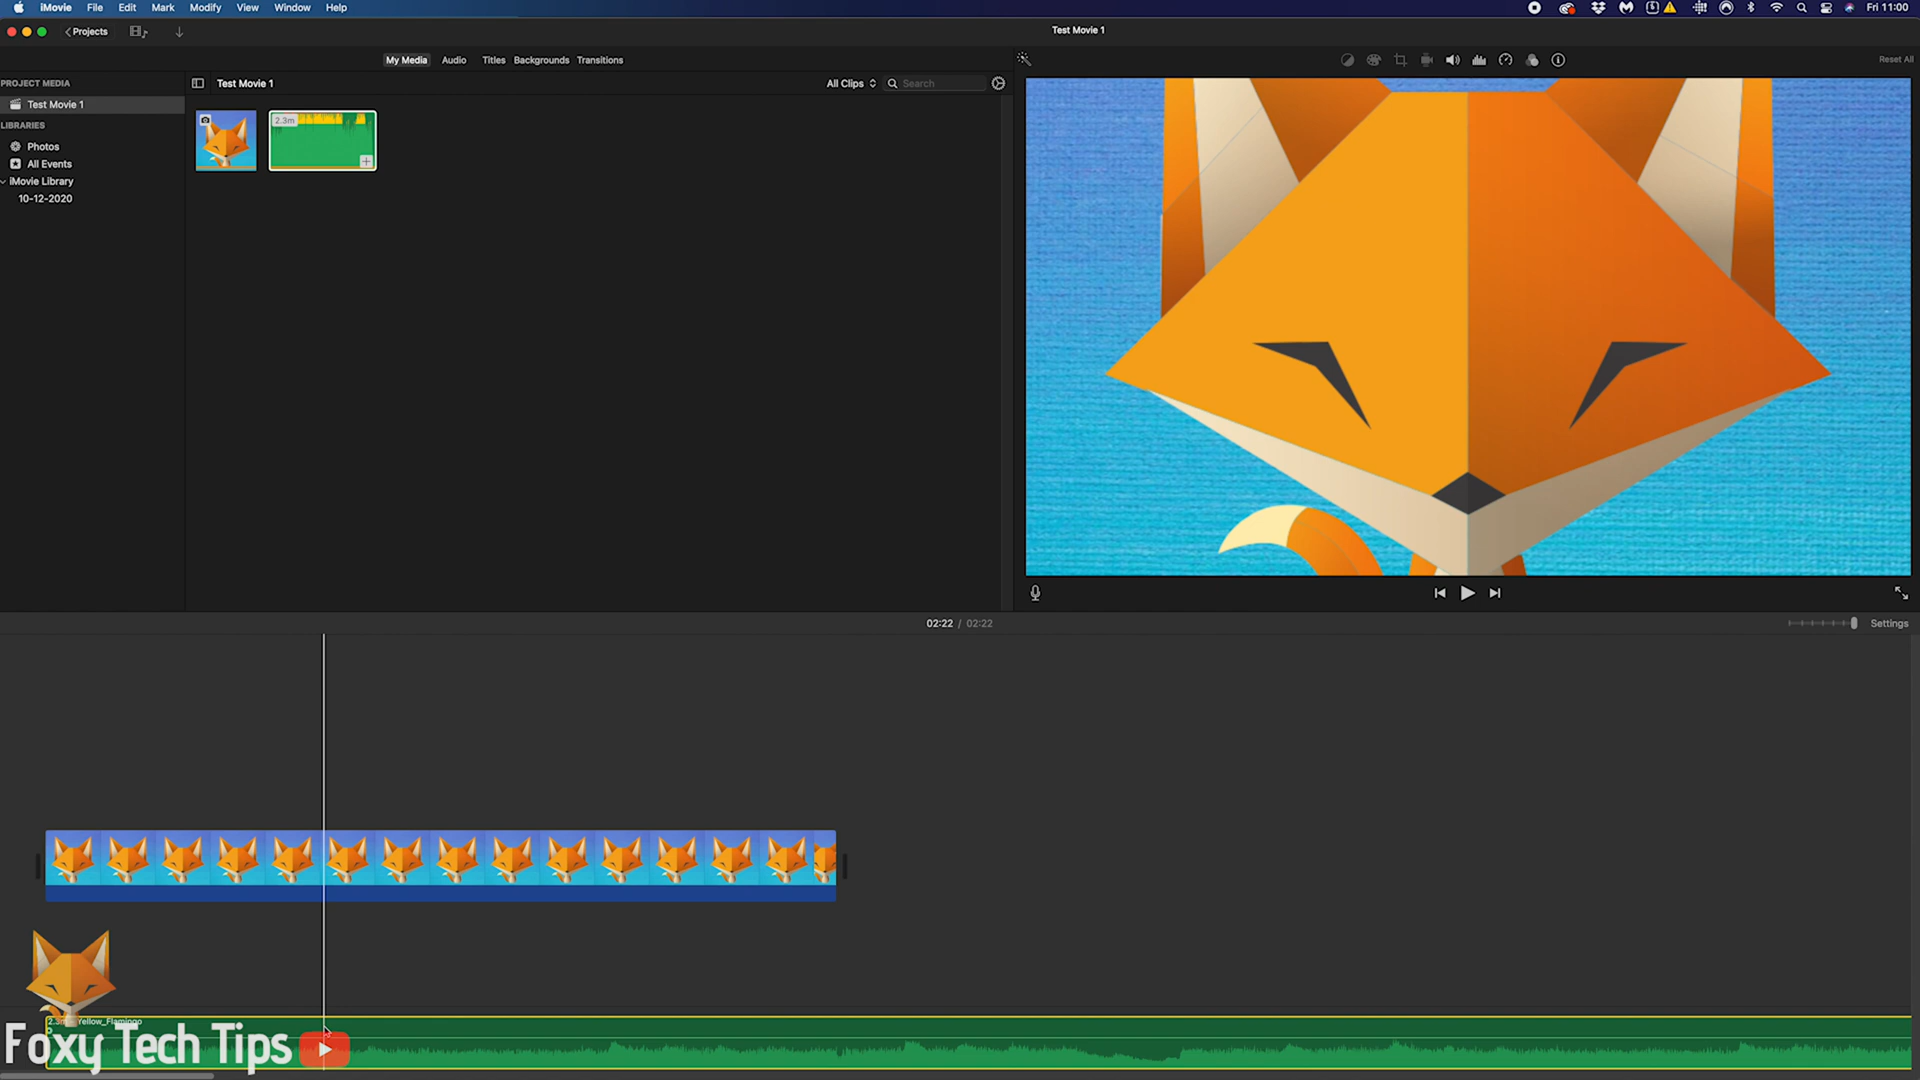 iMovie File Edit Mark Modify View Window Help Fri 11:00
Projects Test Movie 1
My Media Audio Titles Backgrounds Transitions Reset All
PROJECT MEDIA Test Movie 1 All Clips Search
Test Movie 1
LIBRARIES
Photos
All Events
iMovie Library
10-12-2020
2.3m
02:22 / 02:22 Settings
Yellow_Flamingo
Foxy Tech Tips